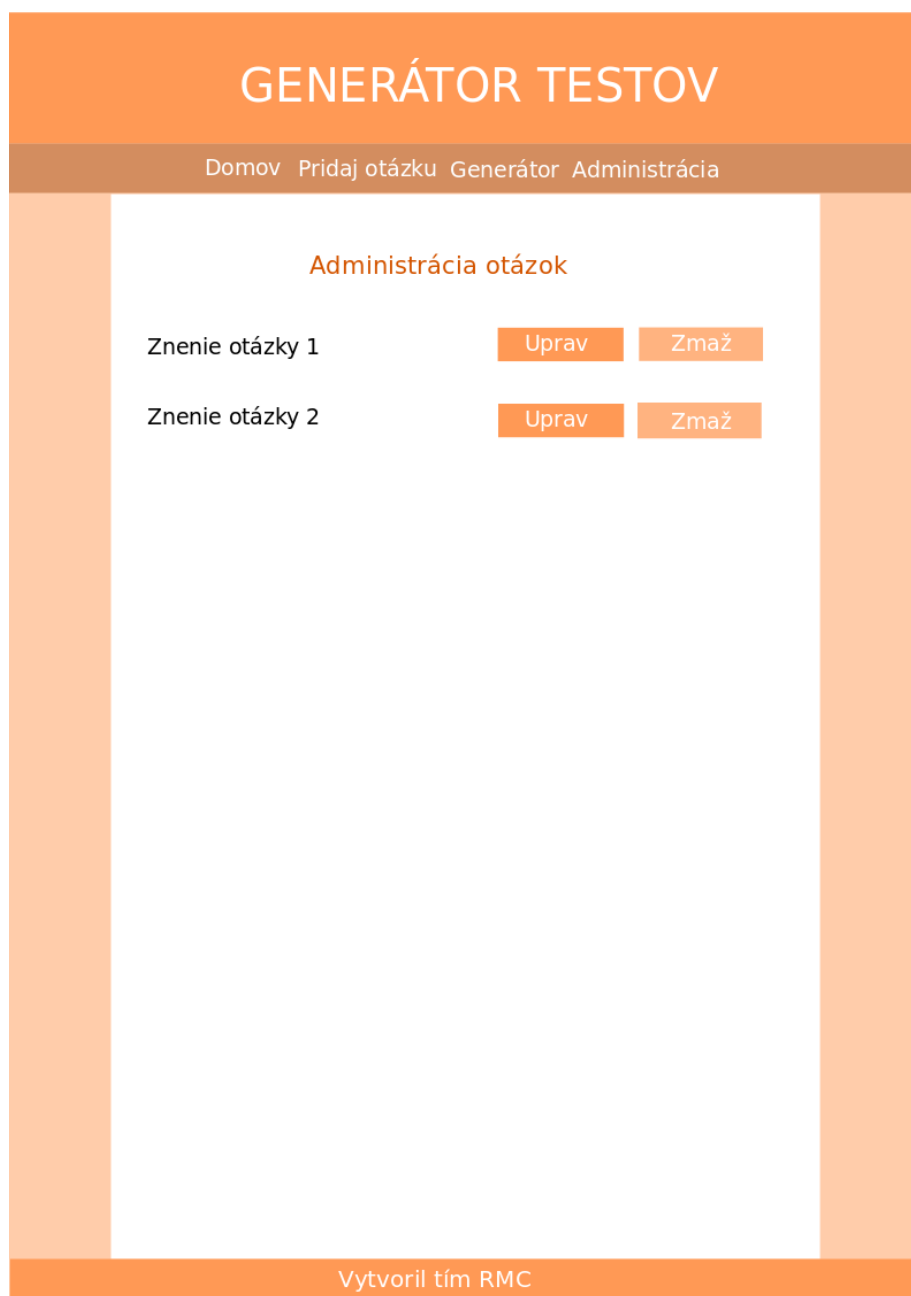 GENERÁTOR TESTOV
Domov Pridaj otázku Generátor Administrácia
Administrácia otázok
Znenie otázky 1 Uprav Zmaž
Znenie otázky 2 Uprav Zmaž
Vytvoril tím RMC